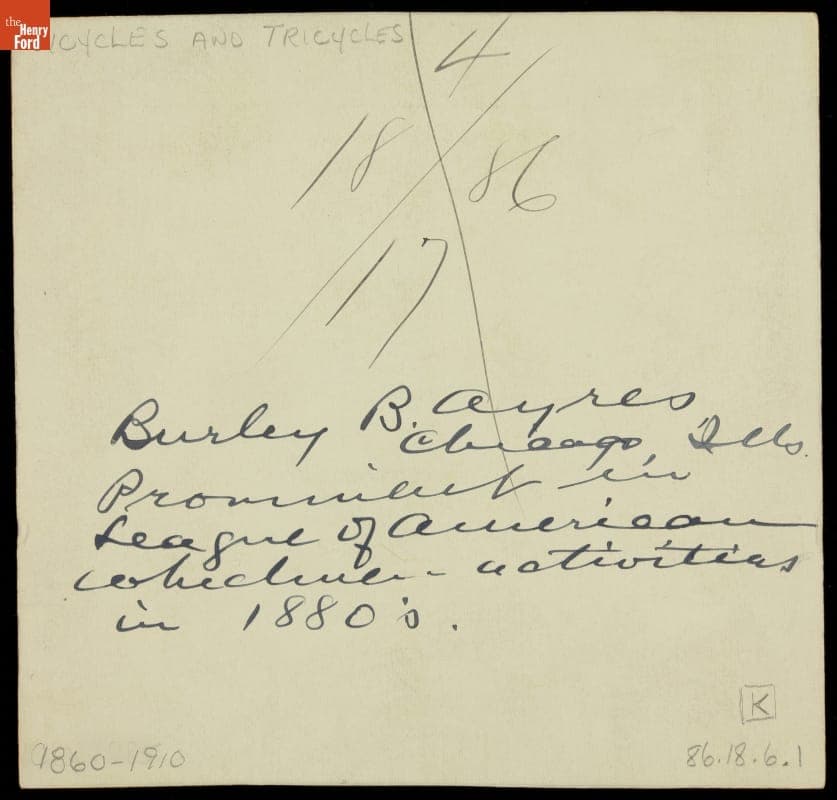 the
Henry
Ford
ICYCLES AND TRICYCLES
4
18 86
17
Burley B. Ayres
Chicago, Ills.
Prominent in
League of American
Wheelmen - activities
in 1880's.
K
1860-1910
86.18.6.1